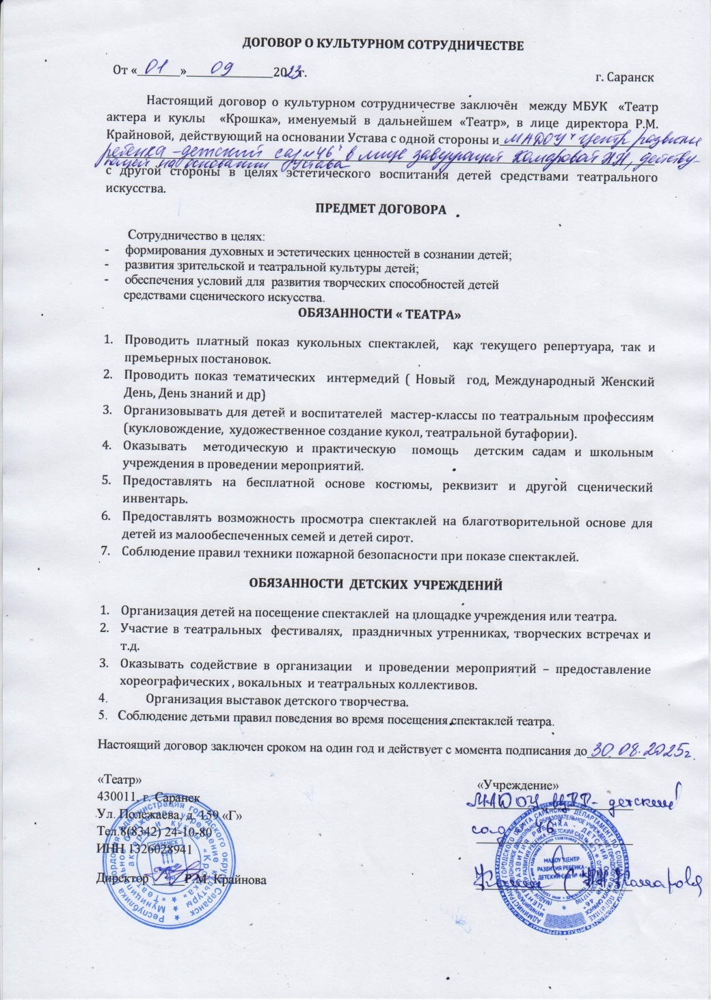 ДОГОВОР О КУЛЬТУРНОМ СОТРУДНИЧЕСТВЕ
От «01» 09 2023г.
г. Саранск
Настоящий договор о культурном сотрудничестве заключён между МБУК «Театр
актера и куклы «Крошка», именуемый в дальнейшем «Театр», в лице директора Р.М.
Крайновой, действующий на основании Устава с одной стороны и МАДОУ "Центр развития
ребенка - детский сад №46" в лице заведующей Комаровой Н.Н., действу-
ющей на основании Устава
с другой стороны в целях эстетического воспитания детей средствами театрального
искусства.
ПРЕДМЕТ ДОГОВОРА
Сотрудничество в целях:
- формирования духовных и эстетических ценностей в сознании детей;
- развития зрительской и театральной культуры детей;
- обеспечения условий для развития творческих способностей детей
средствами сценического искусства.
ОБЯЗАННОСТИ « ТЕАТРА»
1. Проводить платный показ кукольных спектаклей, как текущего репертуара, так и
премьерных постановок.
2. Проводить показ тематических интермедий ( Новый год, Международный Женский
День, День знаний и др)
3. Организовывать для детей и воспитателей мастер-классы по театральным профессиям
(кукловождение, художественное создание кукол, театральной бутафории).
4. Оказывать методическую и практическую помощь детским садам и школьным
учреждения в проведении мероприятий.
5. Предоставлять на бесплатной основе костюмы, реквизит и другой сценический
инвентарь.
6. Предоставлять возможность просмотра спектаклей на благотворительной основе для
детей из малообеспеченных семей и детей сирот.
7. Соблюдение правил техники пожарной безопасности при показе спектаклей.
ОБЯЗАННОСТИ ДЕТСКИХ УЧРЕЖДЕНИЙ
1. Организация детей на посещение спектаклей на площадке учреждения или театра.
2. Участие в театральных фестивалях, праздничных утренниках, творческих встречах и
т.д.
3. Оказывать содействие в организации и проведении мероприятий – предоставление
хореографических , вокальных и театральных коллективов.
4. Организация выставок детского творчества.
5. Соблюдение детьми правил поведения во время посещения спектаклей театра.
Настоящий договор заключен сроком на один год и действует с момента подписания до 30.08.2025г.
«Театр»
430011, г. Саранск
Ул. Полежаева, д. 159 «Г»
Тел.8(8342) 24-10-80
ИНН 1326028941
Директор Р.М. Крайнова
«Учреждение»
МАДОУ ЦРР- детский
сад 46"
Комарова
МАДОУ "ЦЕНТР
РАЗВИТИЯ РЕБЕНКА -
ДЕТСКИЙ САД № 46"